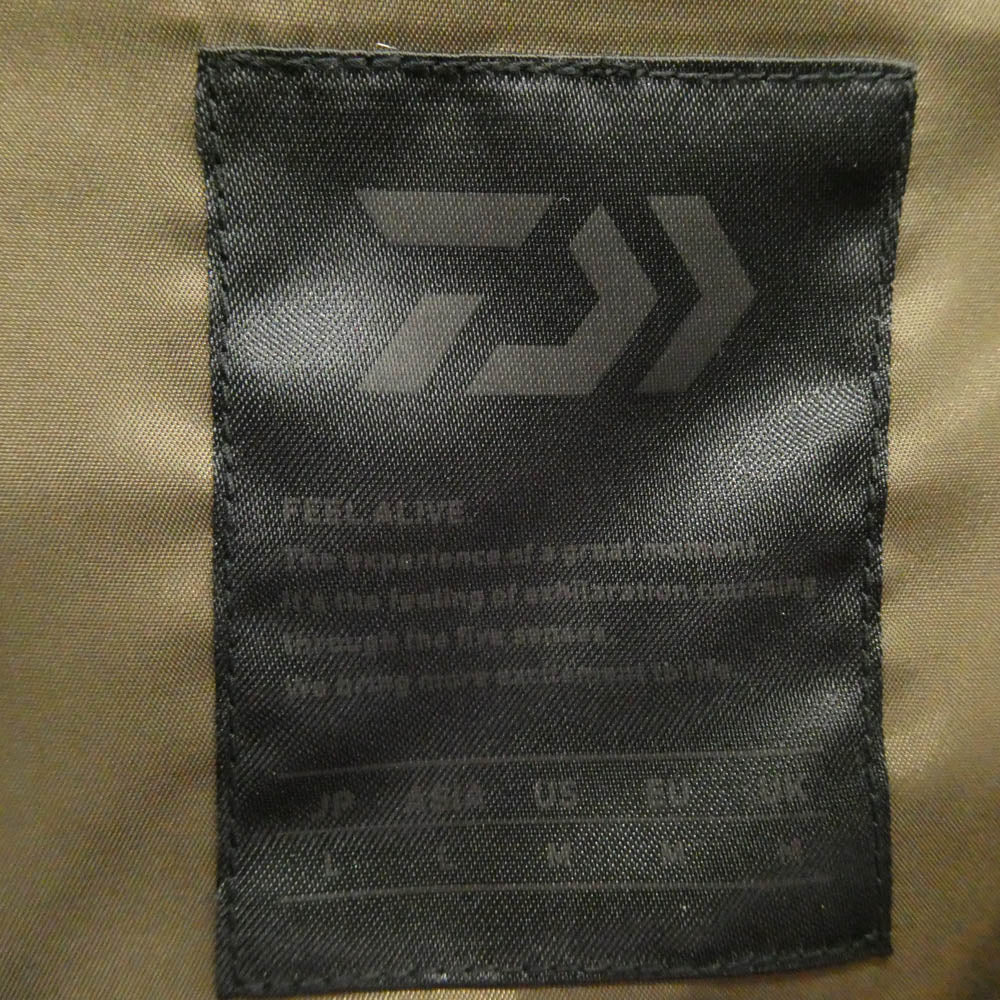 FEEL ALIVE
The experience of a great moment.
It's the feeling of exhilaration running
through the five senses.
We bring more excitement to life.
JP ASIA US EU UK
L L M M M